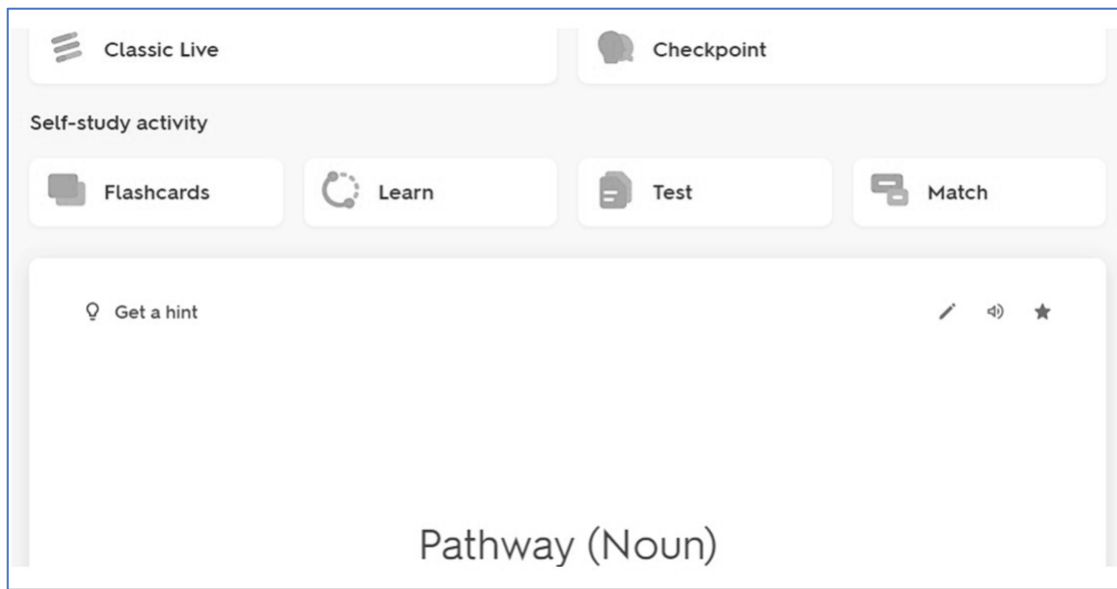 Classic Live Checkpoint
Self-study activity
Flashcards Learn Test Match
Get a hint
Pathway (Noun)